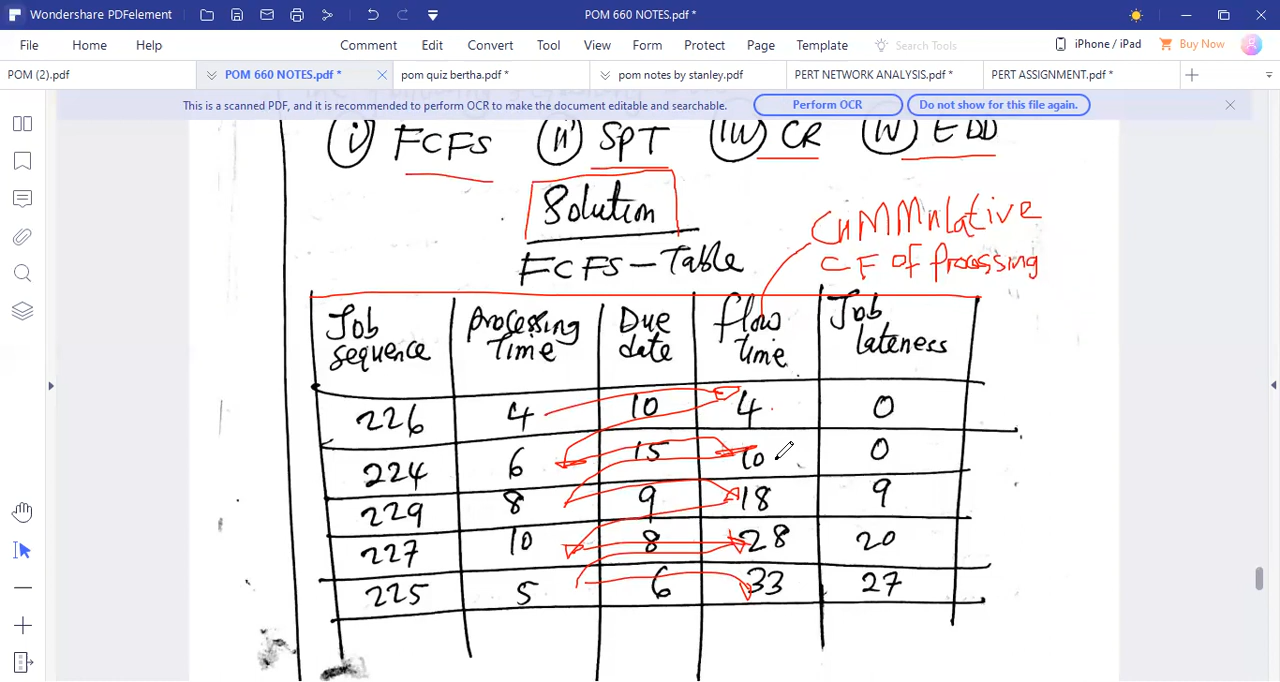 Wondershare PDFelement
POM 660 NOTES.pdf *
File Home Help Comment Edit Convert Tool View Form Protect Page Template Search Tools iPhone / iPad Buy Now
POM (2).pdf POM 660 NOTES.pdf * pom quiz bertha.pdf * pom notes by stanley.pdf PERT NETWORK ANALYSIS.pdf * PERT ASSIGNMENT.pdf *
This is a scanned PDF, and it is recommended to perform OCR to make the document editable and searchable. Perform OCR Do not show for this file again.
(i) FCFS (ii) SPT (iii) CR (iv) EDD
Solution
CUMMulative
CF of Processing
FCFS - Table
Job sequence Processing Time Due date Flow time Job lateness
226 4 10 4 0
224 6 15 10 0
229 8 9 18 9
227 10 8 28 20
225 5 6 33 27